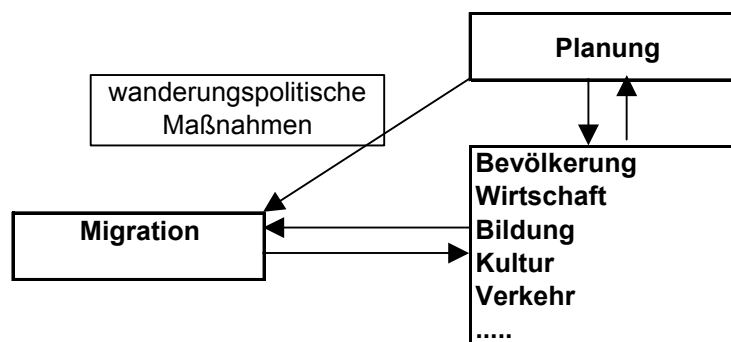 Planung
wanderungspolitische
Maßnahmen
Migration
Bevölkerung
Wirtschaft
Bildung
Kultur
Verkehr
.....